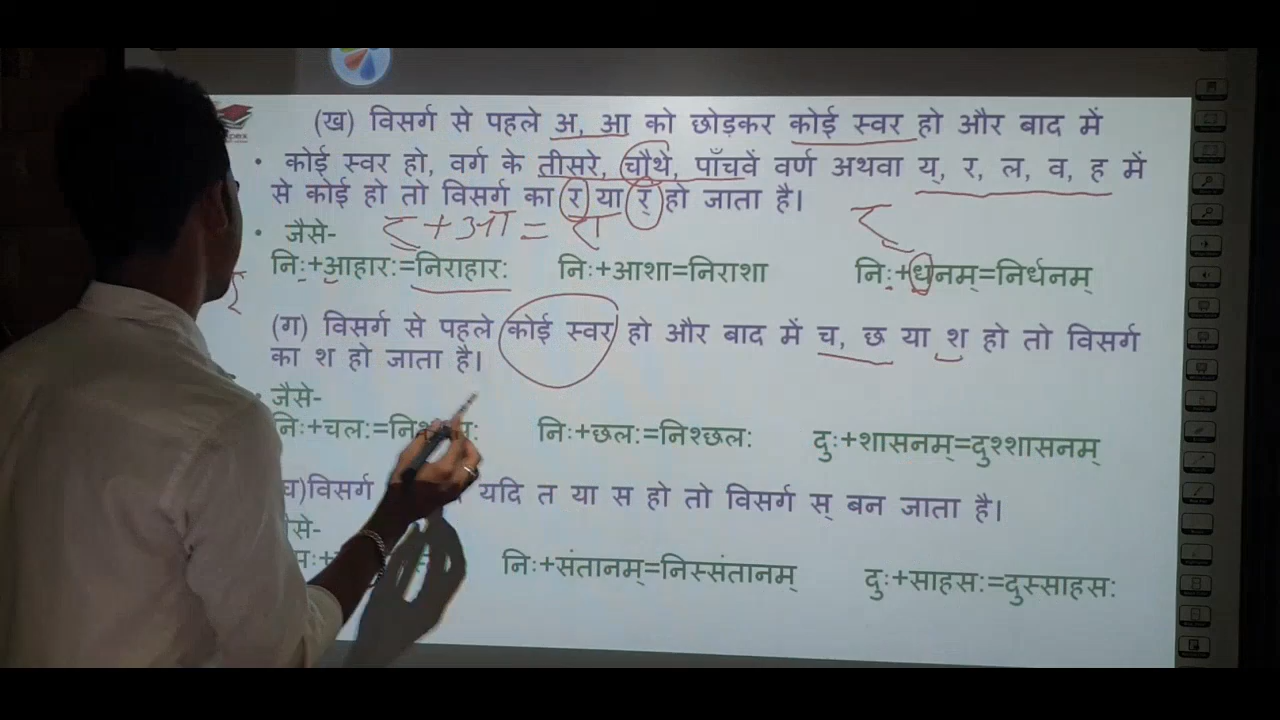 (ख) विसर्ग से पहले अ, आ को छोड़कर कोई स्वर हो और बाद में
• कोई स्वर हो, वर्ग के तीसरे, चौथे, पाँचवें वर्ण अथवा य्, र, ल, व, ह में
से कोई हो तो विसर्ग का र या र् हो जाता है।
र + आ = रा
र्
• जैसे-
निः+आहारः=निराहारः निः+आशा=निराशा निः+धनम्=निर्धनम्
(ग) विसर्ग से पहले कोई स्वर हो और बाद में च, छ या श हो तो विसर्ग
का श हो जाता है।
• जैसे-
निः+चलः= निः+छलः=निश्छलः दुः+शासनम्=दुश्शासनम्
घ)विसर्ग यदि त या स हो तो विसर्ग स् बन जाता है।
निः+संतानम्=निस्संतानम् दुः+साहसः=दुस्साहसः